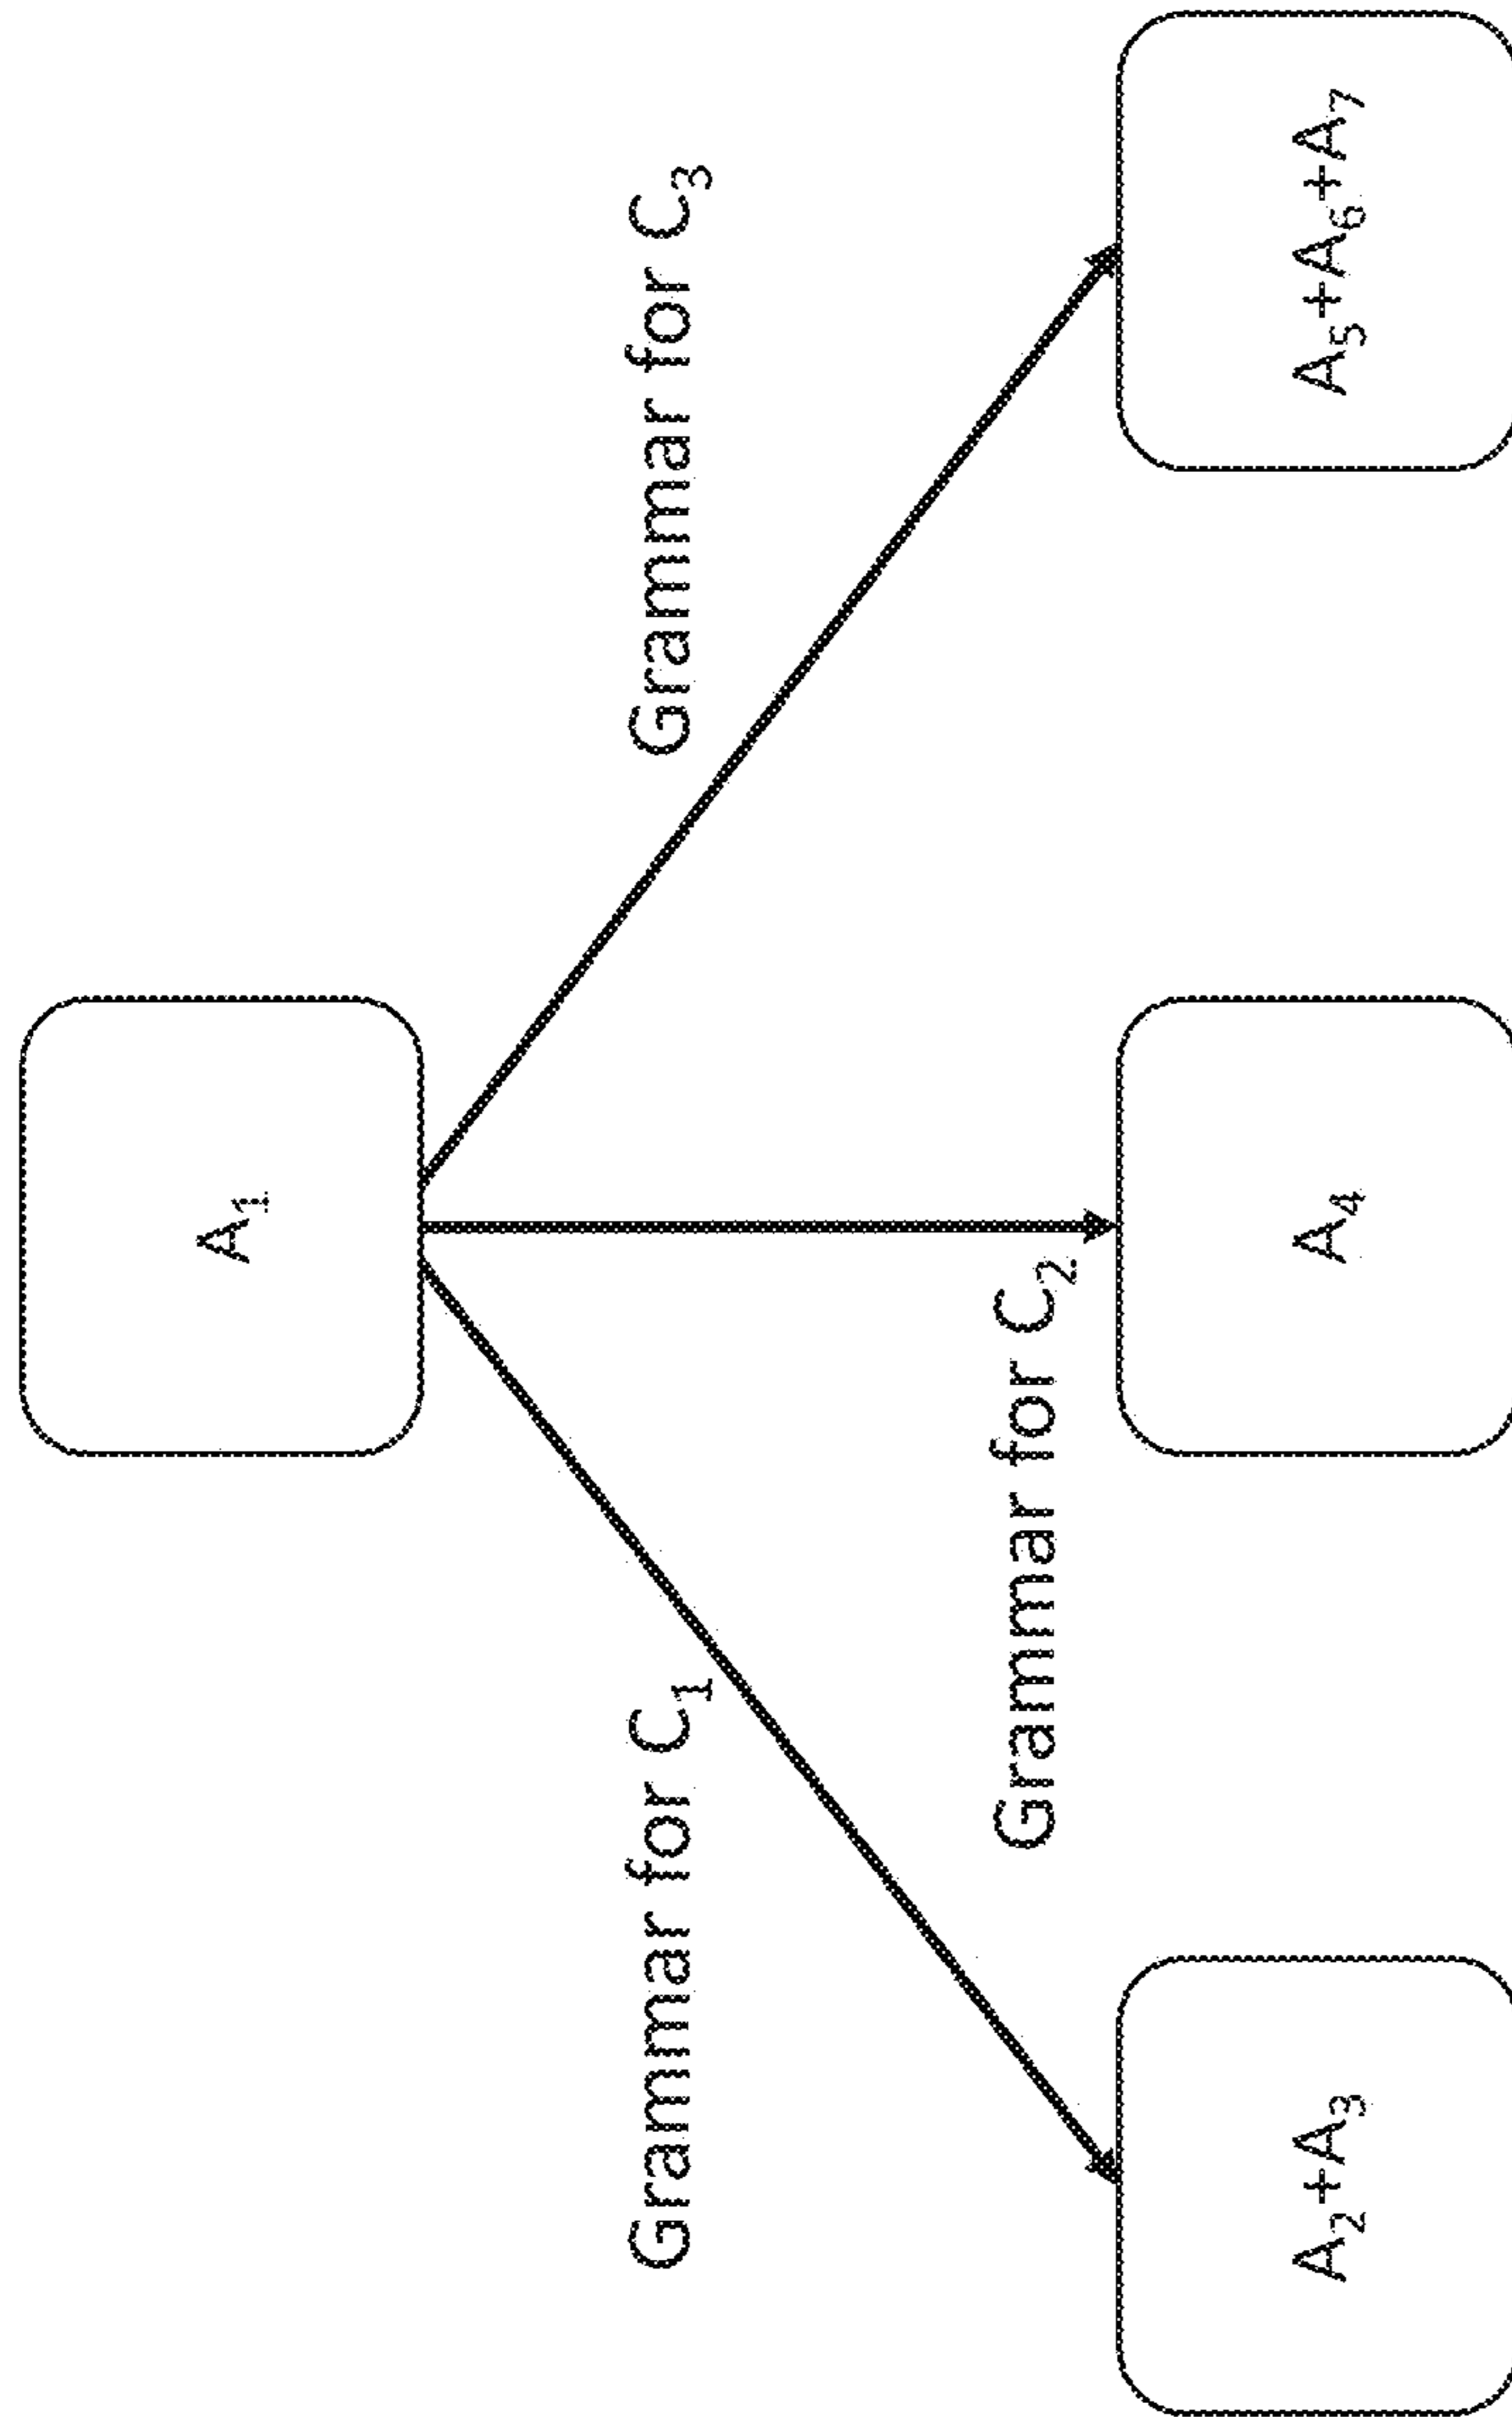 A₁
Grammar for C₁
Grammar for C₃
Grammar for C₂
A₂+A₃
A₄
A₅+A₆+A₇